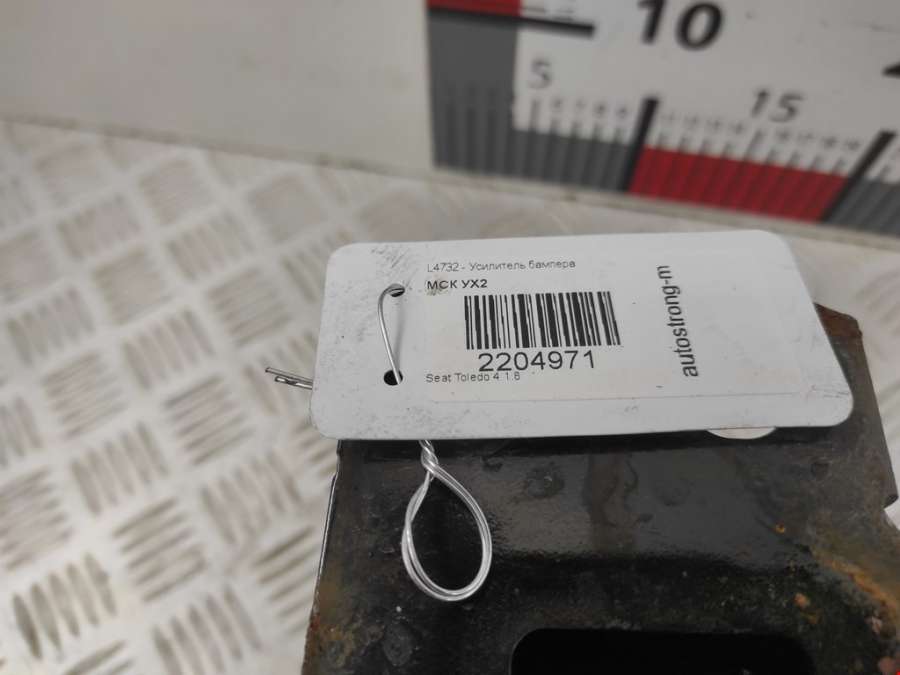 10
5
15
L4732 - Усилитель бампера
МСК УХ2
2204971
Seat Toledo 4 1.6
autostrong-m